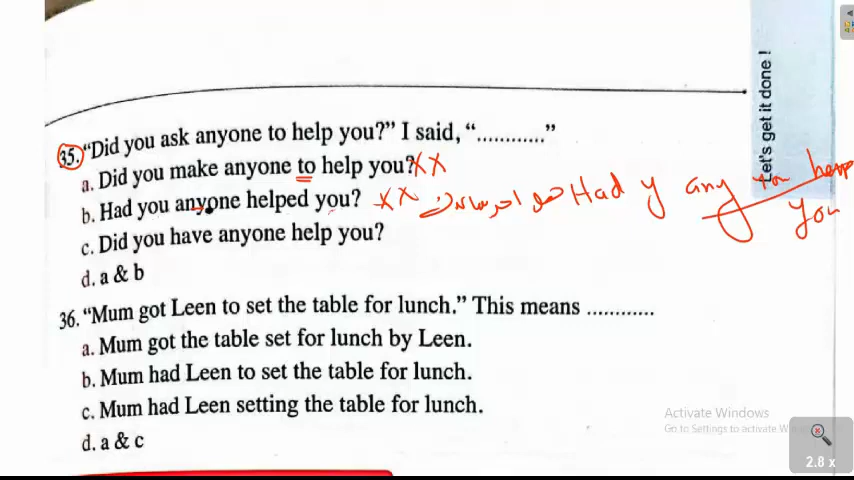 Let's get it done !
35. "Did you ask anyone to help you?" I said, "............"
a. Did you make anyone to help you? XX
b. Had you anyone helped you? XX Had y any to help you
c. Did you have anyone help you?
d. a & b
36. "Mum got Leen to set the table for lunch." This means ............
a. Mum got the table set for lunch by Leen.
b. Mum had Leen to set the table for lunch.
c. Mum had Leen setting the table for lunch.
d. a & c
Activate Windows
Go to Settings to activate
2.8 x